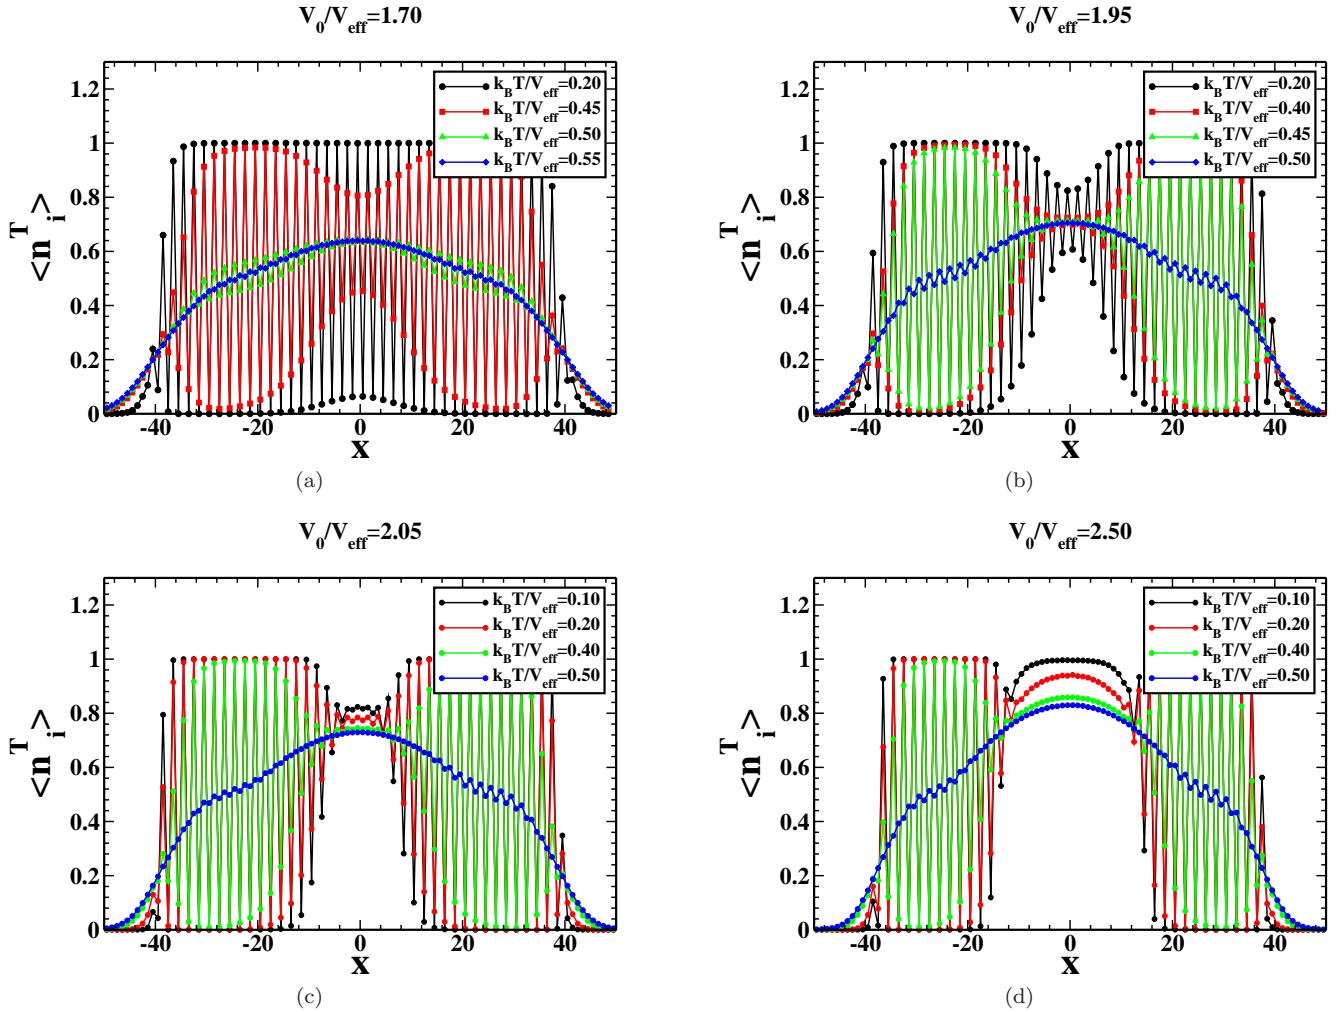 V0/Veff=1.70
<n^T_i>
1.2
1
0.8
0.6
0.4
0.2
0
kBT/Veff=0.20
kBT/Veff=0.45
kBT/Veff=0.50
kBT/Veff=0.55
-40 -20 0 20 40
x
(a)
V0/Veff=1.95
<n^T_i>
1.2
1
0.8
0.6
0.4
0.2
0
kBT/Veff=0.20
kBT/Veff=0.40
kBT/Veff=0.45
kBT/Veff=0.50
-40 -20 0 20 40
x
(b)
V0/Veff=2.05
<n^T_i>
1.2
1
0.8
0.6
0.4
0.2
0
kBT/Veff=0.10
kBT/Veff=0.20
kBT/Veff=0.40
kBT/Veff=0.50
-40 -20 0 20 40
x
(c)
V0/Veff=2.50
<n^T_i>
1.2
1
0.8
0.6
0.4
0.2
0
kBT/Veff=0.10
kBT/Veff=0.20
kBT/Veff=0.40
kBT/Veff=0.50
-40 -20 0 20 40
x
(d)